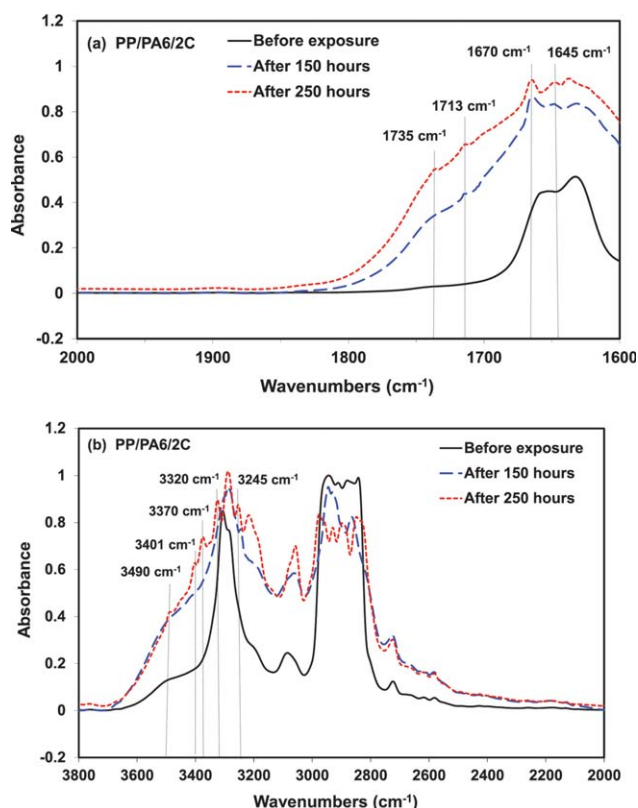 (a) PP/PA6/2C
Before exposure
After 150 hours
After 250 hours
1670 cm⁻¹
1645 cm⁻¹
1713 cm⁻¹
1735 cm⁻¹
Absorbance
1.2
1
0.8
0.6
0.4
0.2
0
-0.2
2000
1900
1800
1700
1600
Wavenumbers (cm⁻¹)
(b) PP/PA6/2C
Before exposure
After 150 hours
After 250 hours
3320 cm⁻¹
3245 cm⁻¹
3370 cm⁻¹
3401 cm⁻¹
3490 cm⁻¹
Absorbance
1.2
1
0.8
0.6
0.4
0.2
0
-0.2
3800
3600
3400
3200
3000
2800
2600
2400
2200
2000
Wavenumbers (cm⁻¹)